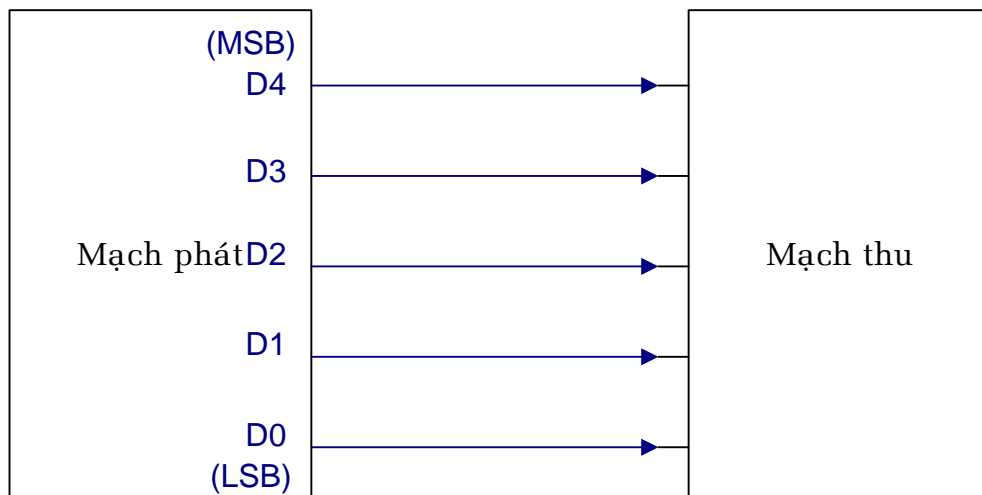 (MSB)
D4
D3
Mạch phát D2
Mạch thu
D1
D0
(LSB)